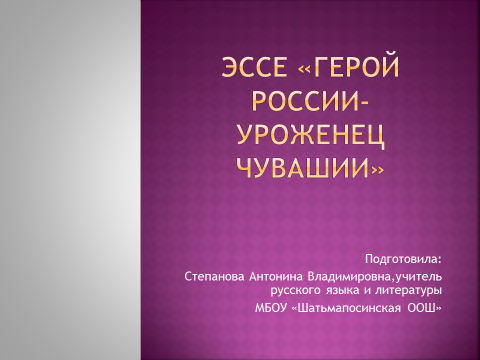 ЭССЕ «ГЕРОЙ
РОССИИ-
УРОЖЕНЕЦ
ЧУВАШИИ»
Подготовила:
Степанова Антонина Владимировна,учитель
русского языка и литературы
МБОУ «Шатьмапосинская ООШ»